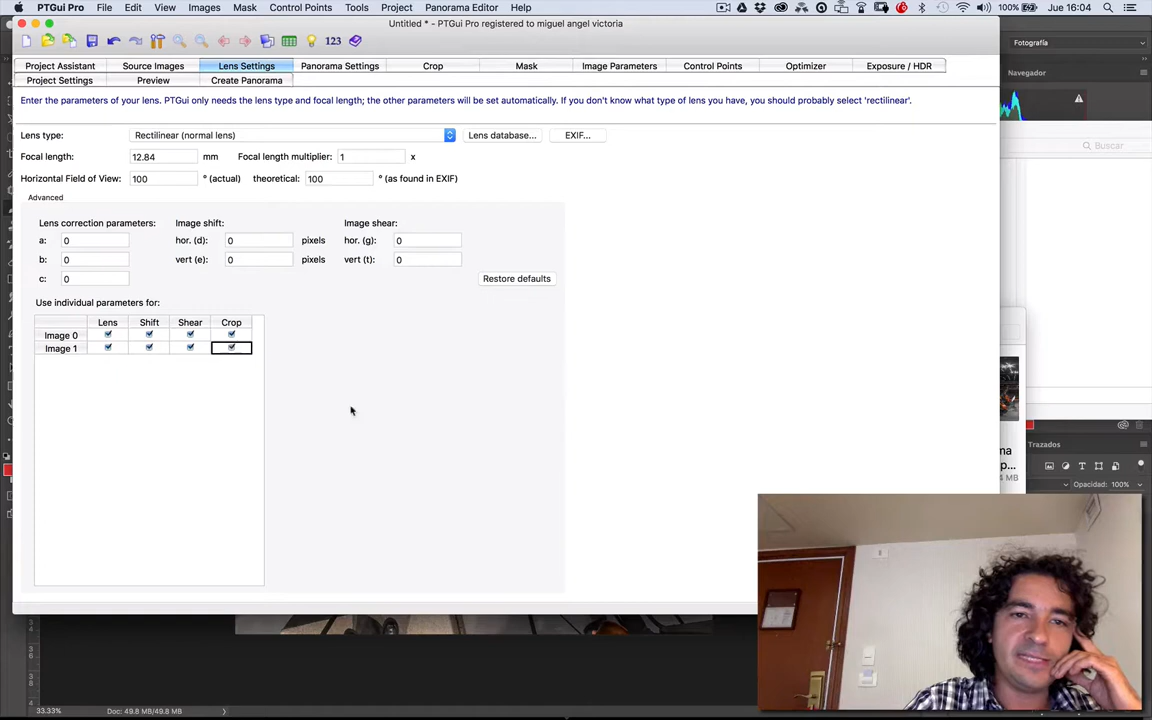 PTGui Pro File Edit View Images Control Points Tools Project Panorama Editor Help 100% Jue 16:04
Untitled * - PTGui Pro registered to miguel angel victoria
123
Fotografía
Project Assistant Source Images Lens Settings Panorama Settings Crop Mask Image Parameters Control Points Optimizer Exposure / HDR
Navegador
Project Settings Preview Create Panorama
Enter the parameters of your lens. PTGui only needs the lens type and focal length; the other parameters will be set automatically. If you don't know what type of lens you have, you should probably select 'rectilinear'.
Lens type: Rectilinear (normal lens) Lens database... EXIF...
Buscar
Focal length: 12.84 mm Focal length multiplier: 1 x
Horizontal Field of View: 100 ° (actual) theoretical: 100 ° (as found in EXIF)
Advanced
Lens correction parameters: Image shift: Image shear:
a: 0 hor. (d): 0 pixels hor. (g): 0
b: 0 vert (e): 0 pixels vert (t): 0
c: 0 Restore defaults
Use individual parameters for:
Lens Shift Shear Crop
Image 0
Image 1
Trazados
ma
p...
4 MB
Opacidad: 100%
33.33% Doc: 49.8 MB/49.8 MB